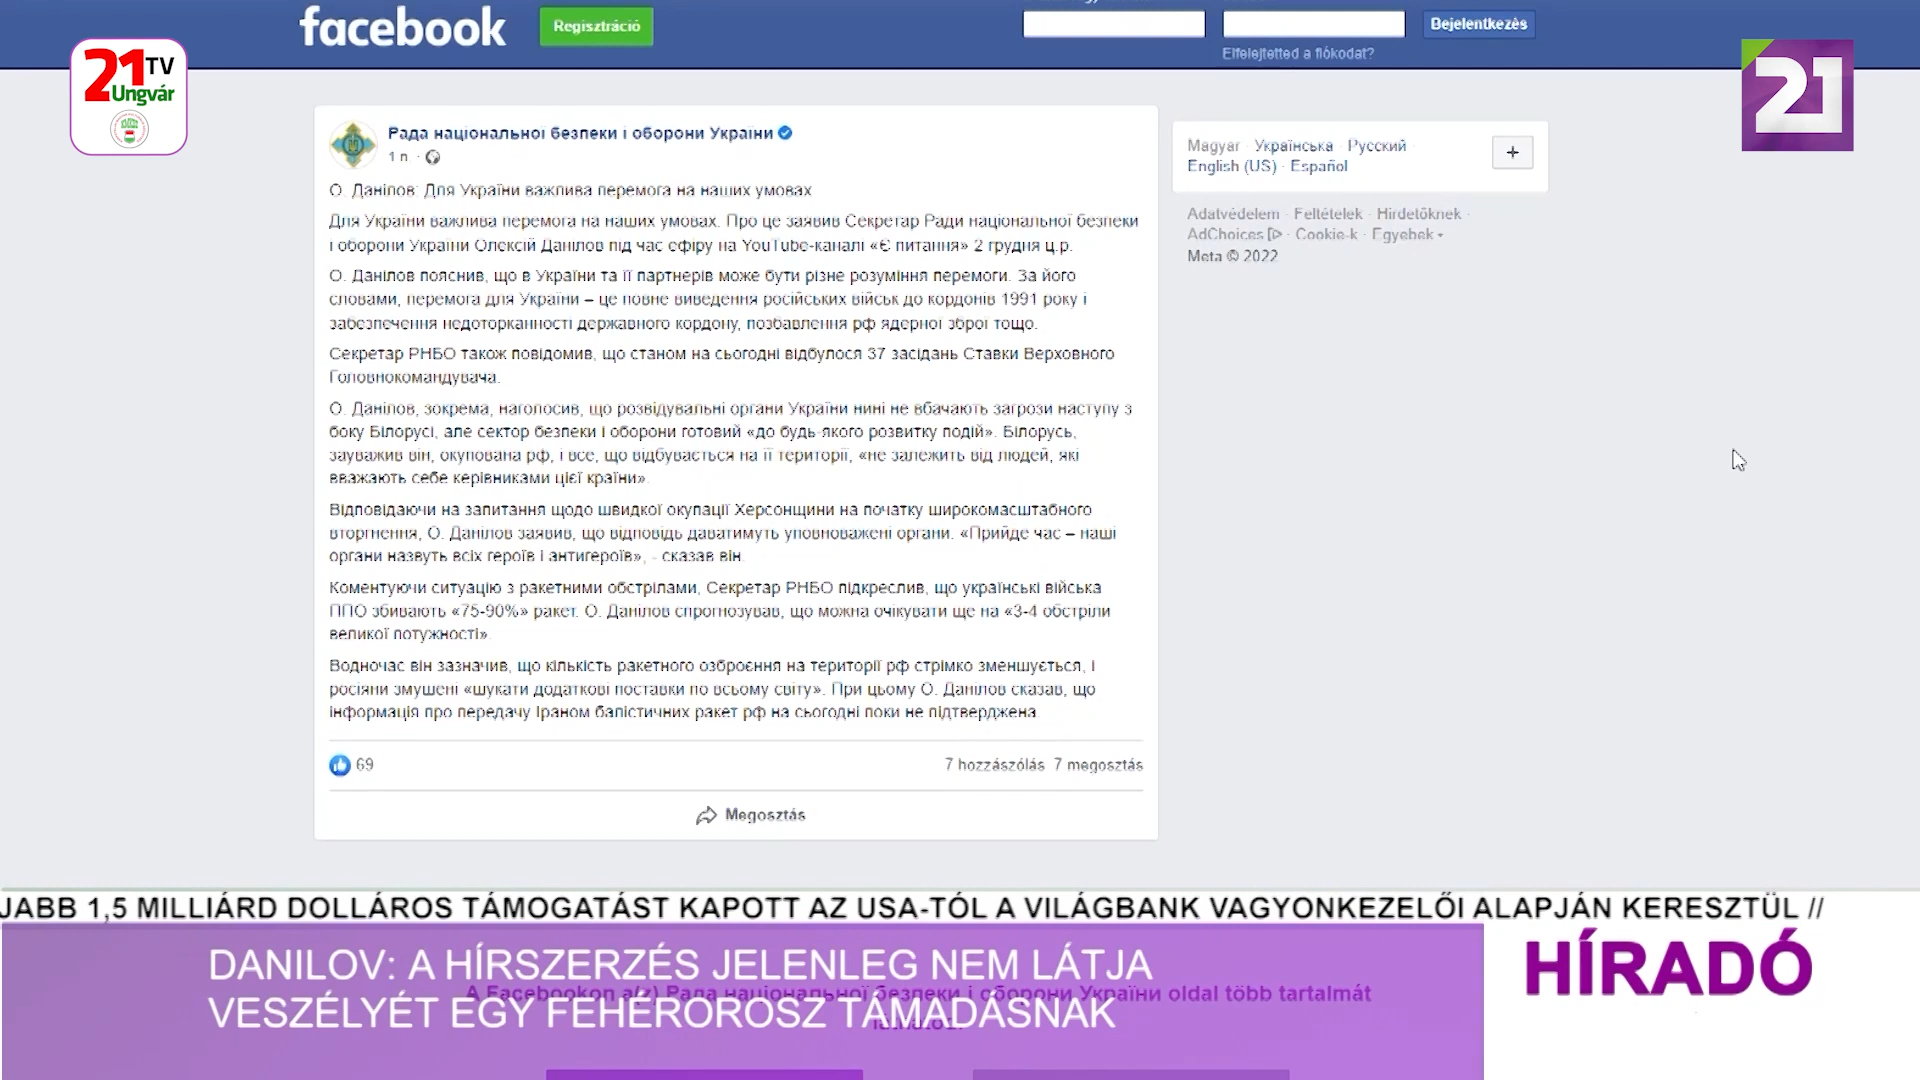 facebook
Regisztráció
Bejelentkezés
Elfelejtetted a fiókodat?
21 TV
Ungvár
21
Рада національної безпеки і оборони України
1 п ·
О. Данілов: Для України важлива перемога на наших умовах
Для України важлива перемога на наших умовах. Про це заявив Секретар Ради національної безпеки
і оборони України Олексій Данілов під час ефіру на YouTube-каналі «Є питання» 2 грудня ц.р.
О. Данілов пояснив, що в України та її партнерів може бути різне розуміння перемоги. За його
словами, перемога для України – це повне виведення російських військ до кордонів 1991 року і
забезпечення недоторканності державного кордону, позбавлення рф ядерної зброї тощо.
Секретар РНБО також повідомив, що станом на сьогодні відбулося 37 засідань Ставки Верховного
Головнокомандувача.
О. Данілов, зокрема, наголосив, що розвідувальні органи України нині не вбачають загрози наступу з
боку Білорусі, але сектор безпеки і оборони готовий «до будь-якого розвитку подій». Білорусь,
зауважив він, окупована рф, і все, що відбувається на її території, «не залежить від людей, які
вважають себе керівниками цієї країни».
Відповідаючи на запитання щодо швидкої окупації Херсонщини на початку широкомасштабного
вторгнення, О. Данілов заявив, що відповідь даватимуть уповноважені органи. «Прийде час – наші
органи назвуть всіх героїв і антигероїв», - сказав він.
Коментуючи ситуацію з ракетними обстрілами, Секретар РНБО підкреслив, що українські війська
ППО збивають «75-90%» ракет. О. Данілов спрогнозував, що можна очікувати ще на «3-4 обстріли
великої потужності».
Водночас він зазначив, що кількість ракетного озброєння на території рф стрімко зменшується, і
росіяни змушені «шукати додаткові поставки по всьому світу». При цьому О. Данілов сказав, що
інформація про передачу Іраном балістичних ракет рф на сьогодні поки не підтверджена.
69
7 hozzászólás 7 megosztás
Megosztás
Magyar · Українська · Русский
English (US) · Español
+
Adatvédelem · Feltételek · Hirdetőknek ·
AdChoices · Cookie-k · Egyebek
Meta © 2022
JABB 1,5 MILLIÁRD DOLLÁROS TÁMOGATÁST KAPOTT AZ USA-TÓL A VILÁGBANK VAGYONKEZELŐI ALAPJÁN KERESZTÜL //
DANILOV: A HÍRSZERZÉS JELENLEG NEM LÁTJA
VESZÉLYÉT EGY FEHÉROROSZ TÁMADÁSNAK
A Facebookon a(z) Рада національної безпеки і оборони України oldal több tartalmát
HÍRADÓ